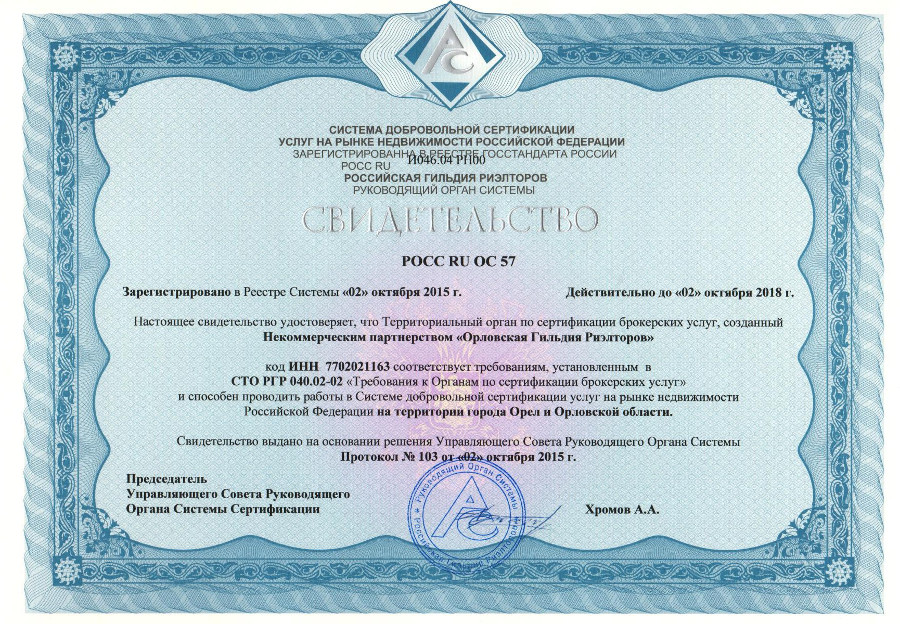 СИСТЕМА ДОБРОВОЛЬНОЙ СЕРТИФИКАЦИИ
УСЛУГ НА РЫНКЕ НЕДВИЖИМОСТИ РОССИЙСКОЙ ФЕДЕРАЦИИ
ЗАРЕГИСТРИРОВАННА В РЕЕСТРЕ ГОССТАНДАРТА РОССИИ
РОСС RU И046.04 РГ00
РОССИЙСКАЯ ГИЛЬДИЯ РИЭЛТОРОВ
РУКОВОДЯЩИЙ ОРГАН СИСТЕМЫ
СВИДЕТЕЛЬСТВО
РОСС RU ОС 57
Зарегистрировано в Реестре Системы «02» октября 2015 г. Действительно до «02» октября 2018 г.
Настоящее свидетельство удостоверяет, что Территориальный орган по сертификации брокерских услуг, созданный
Некоммерческим партнерством «Орловская Гильдия Риэлторов»
код ИНН 7702021163 соответствует требованиям, установленным в
СТО РГР 040.02-02 «Требования к Органам по сертификации брокерских услуг»
и способен проводить работы в Системе добровольной сертификации услуг на рынке недвижимости
Российской Федерации на территории города Орел и Орловской области.
Свидетельство выдано на основании решения Управляющего Совета Руководящего Органа Системы
Протокол № 103 от «02» октября 2015 г.
Председатель
Управляющего Совета Руководящего
Органа Системы Сертификации Хромов А.А.
Руководящий Орган Системы